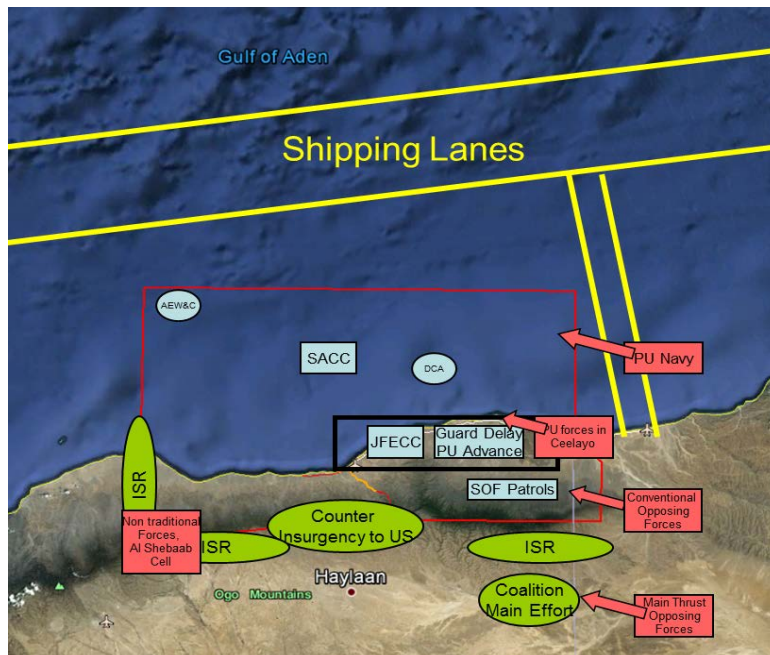 Gulf of Aden
Shipping Lanes
AEW&C
SACC
DCA
PU Navy
JFECC
Guard Delay
PU Advance
PU forces in
Ceelayo
ISR
SOF Patrols
Conventional
Opposing
Forces
Non traditional
Forces,
Al Shebaab
Cell
ISR
Counter
Insurgency to US
ISR
Haylaan
Ogo Mountains
Coalition
Main Effort
Main Thrust
Opposing
Forces